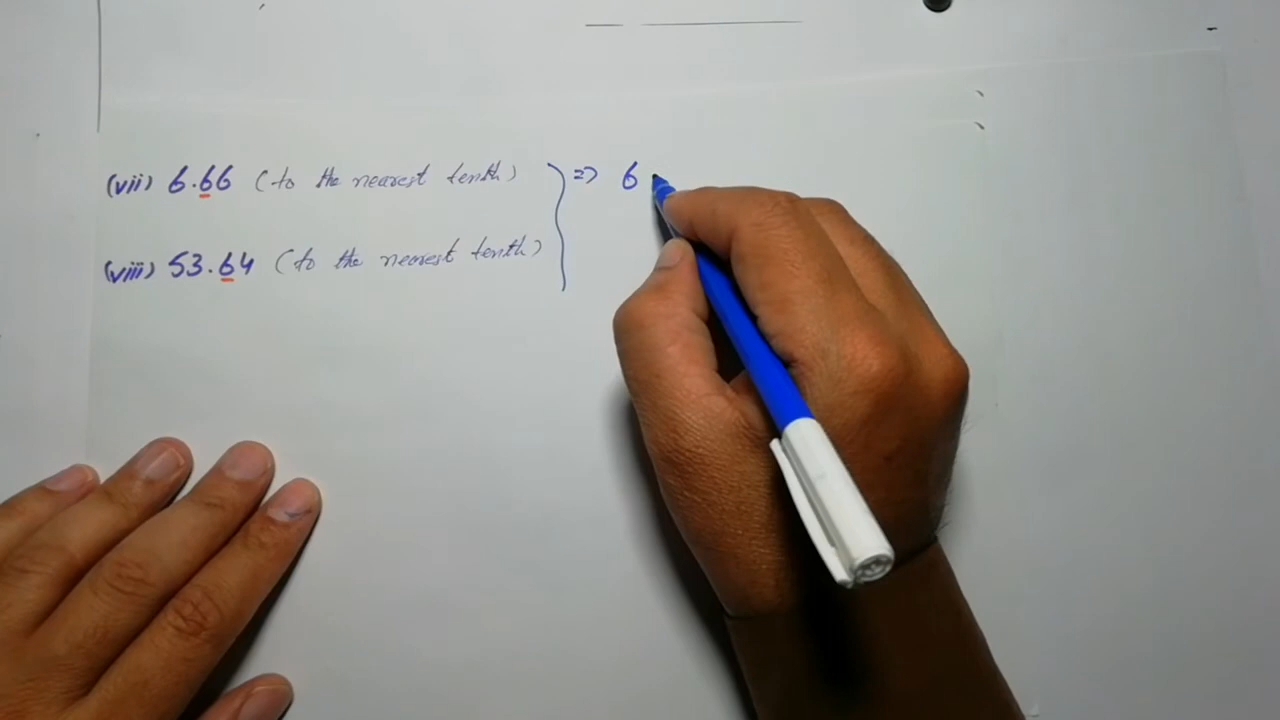 (vii) 6.66 (to the nearest tenth) => 6
(viii) 53.64 (to the nearest tenth)